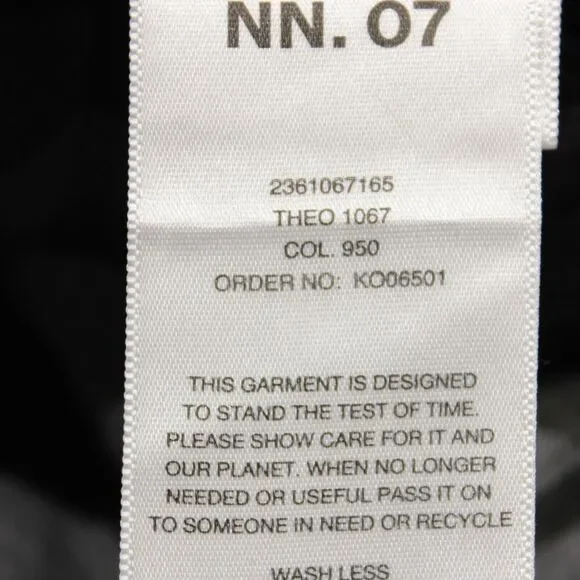 NN. 07
2361067165
THEO 1067
COL. 950
ORDER NO: KO06501
THIS GARMENT IS DESIGNED
TO STAND THE TEST OF TIME.
PLEASE SHOW CARE FOR IT AND
OUR PLANET. WHEN NO LONGER
NEEDED OR USEFUL PASS IT ON
TO SOMEONE IN NEED OR RECYCLE
WASH LESS